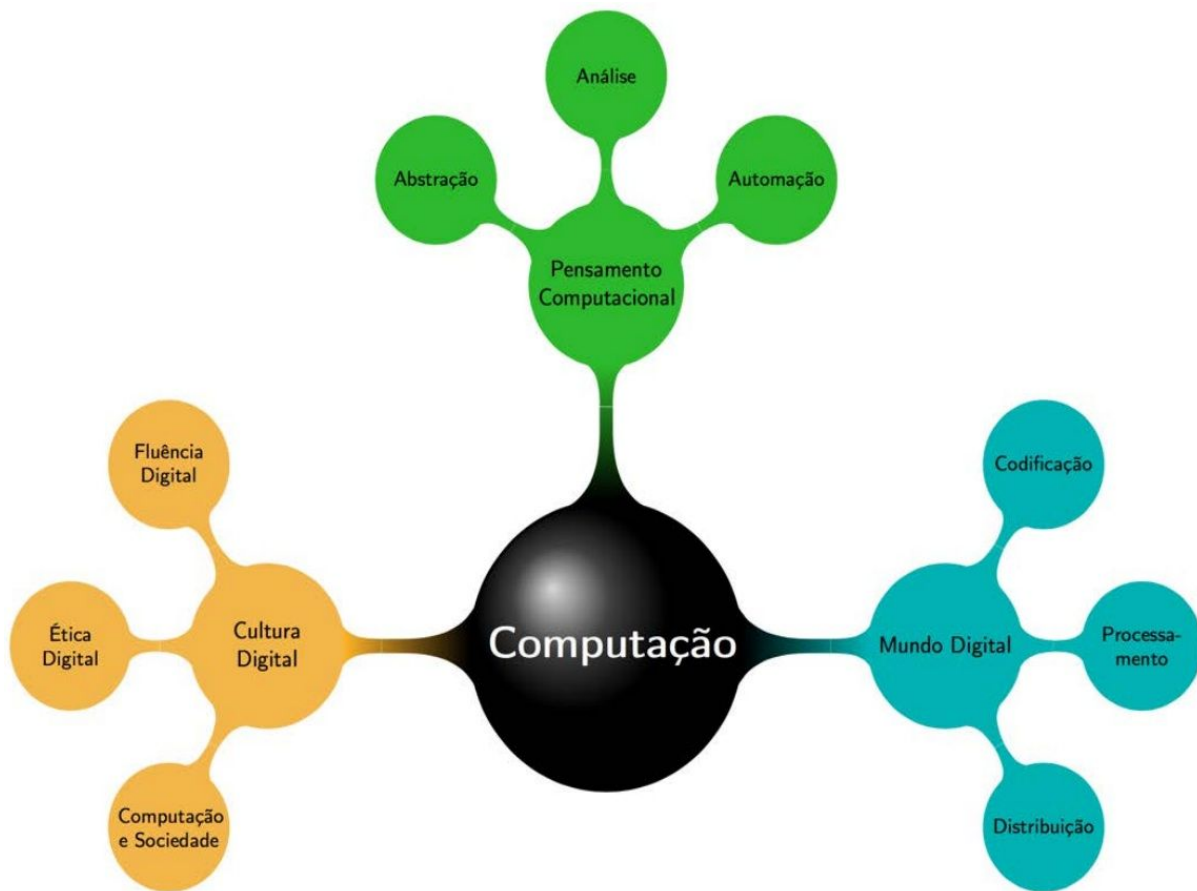 Análise
Abstração
Automação
Pensamento
Computacional
Fluência
Digital
Ética
Digital
Cultura
Digital
Computação
e Sociedade
Computação
Mundo Digital
Codificação
Processa-
mento
Distribuição